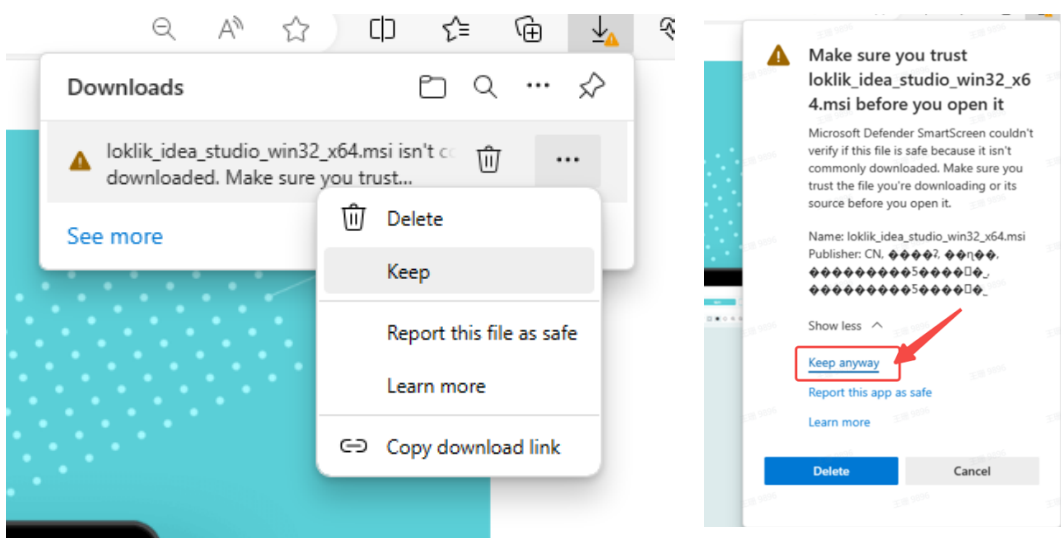 Downloads
loklik_idea_studio_win32_x64.msi isn't co
downloaded. Make sure you trust...
See more
Delete
Keep
Report this file as safe
Learn more
Copy download link
Make sure you trust
loklik_idea_studio_win32_x6
4.msi before you open it
Microsoft Defender SmartScreen couldn't
verify if this file is safe because it isn't
commonly downloaded. Make sure you
trust the file you're downloading or its
source before you open it.
Name: loklik_idea_studio_win32_x64.msi
Publisher: CN, ����?, ��η��,
���������5����۵�_,
���������5����۵�_
Show less
Keep anyway
Report this app as safe
Learn more
Delete
Cancel